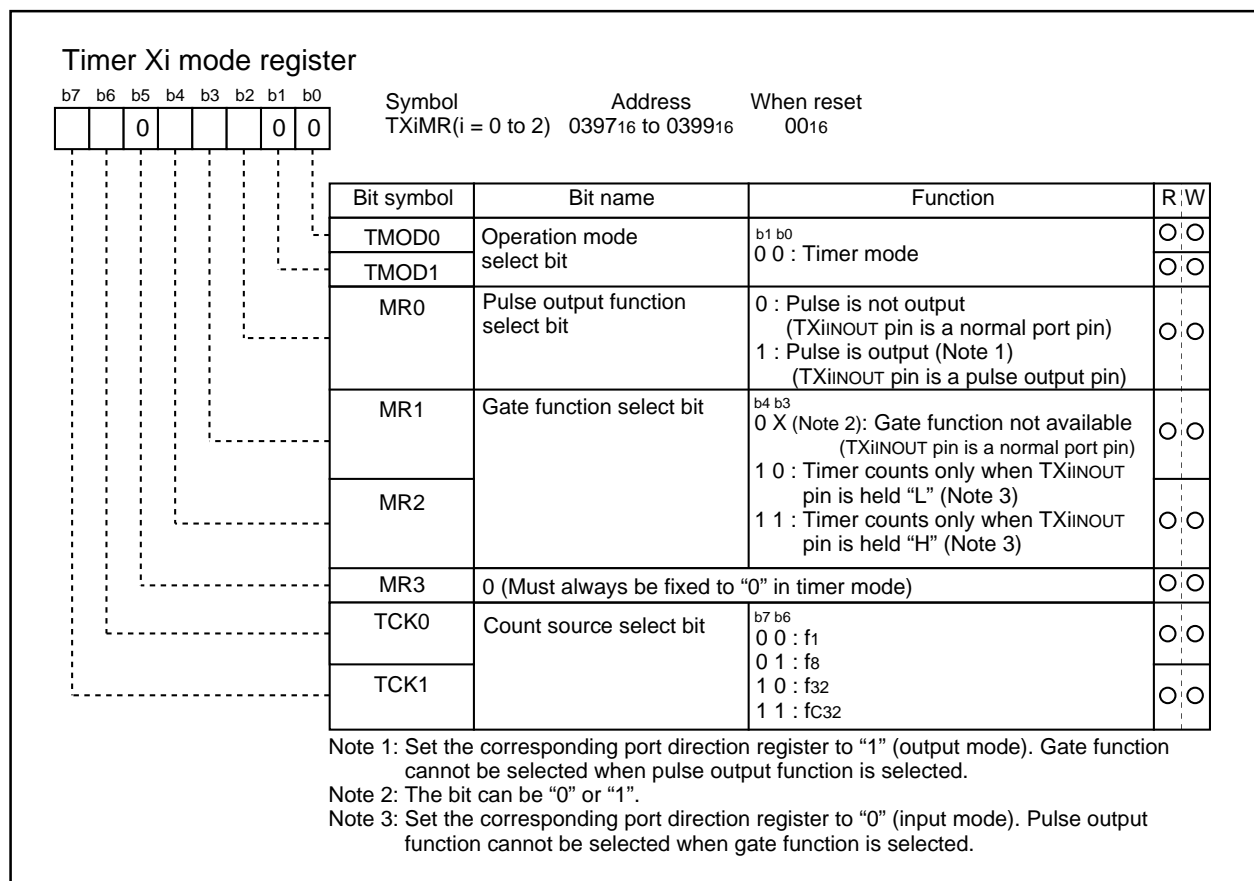 Timer Xi mode register
b7 b6 b5 b4 b3 b2 b1 b0
0 0 0
Symbol Address When reset
TXiMR(i = 0 to 2) 039716 to 039916 0016
Bit symbol Bit name Function R W
TMOD0 Operation mode select bit b1 b0
0 0 : Timer mode
TMOD1
MR0 Pulse output function select bit 0 : Pulse is not output
(TXiINOUT pin is a normal port pin)
1 : Pulse is output (Note 1)
(TXiINOUT pin is a pulse output pin)
MR1 Gate function select bit b4 b3
0 X (Note 2): Gate function not available
(TXiINOUT pin is a normal port pin)
1 0 : Timer counts only when TXiINOUT
pin is held “L” (Note 3)
MR2
1 1 : Timer counts only when TXiINOUT
pin is held “H” (Note 3)
MR3 0 (Must always be fixed to “0” in timer mode)
TCK0 Count source select bit b7 b6
0 0 : f1
0 1 : f8
TCK1 1 0 : f32
1 1 : fC32
Note 1: Set the corresponding port direction register to “1” (output mode). Gate function
cannot be selected when pulse output function is selected.
Note 2: The bit can be “0” or “1”.
Note 3: Set the corresponding port direction register to “0” (input mode). Pulse output
function cannot be selected when gate function is selected.